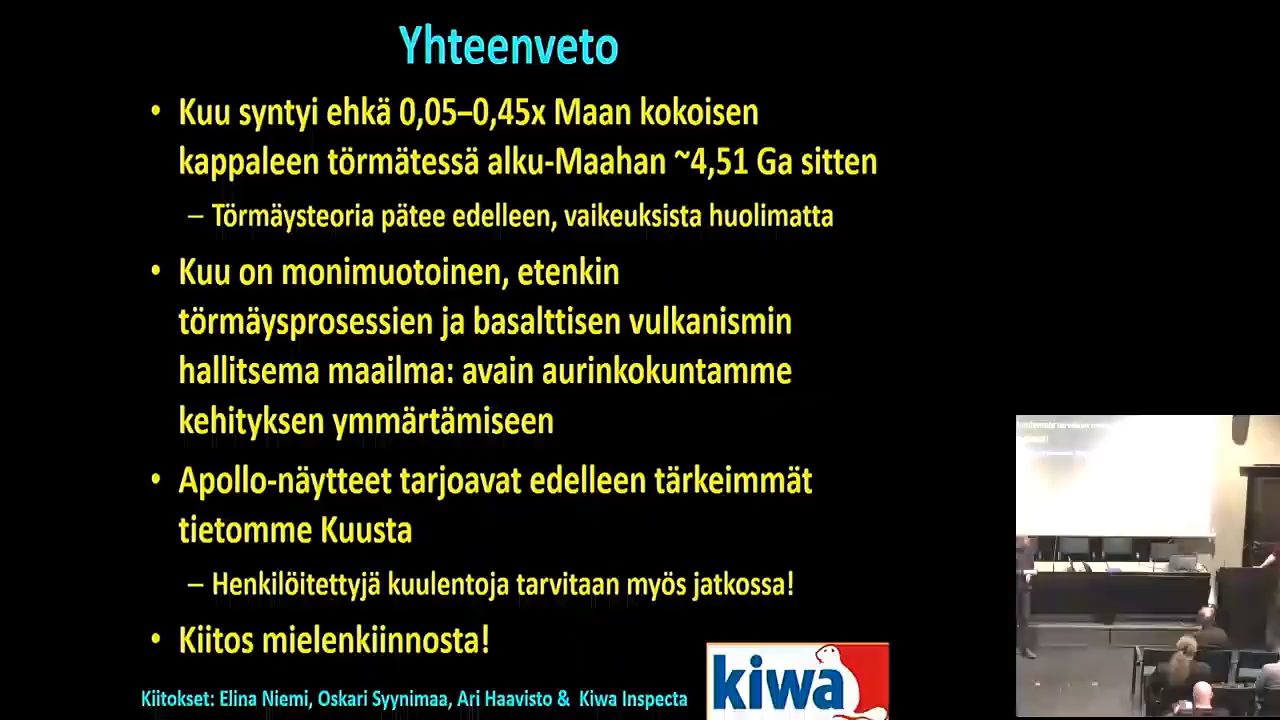 Yhteenveto
• Kuu syntyi ehkä 0,05–0,45x Maan kokoisen
kappaleen törmätessä alku-Maahan ~4,51 Ga sitten
– Törmäysteoria pätee edelleen, vaikeuksista huolimatta
• Kuu on monimuotoinen, etenkin
törmäysprosessien ja basalttisen vulkanismin
hallitsema maailma: avain aurinkokuntamme
kehityksen ymmärtämiseen
• Apollo-näytteet tarjoavat edelleen tärkeimmät
tietomme Kuusta
– Henkilöitettyjä kuulentoja tarvitaan myös jatkossa!
• Kiitos mielenkiinnosta!
kiwa
Kiitokset: Elina Niemi, Oskari Syynimaa, Ari Haavisto & Kiwa Inspecta